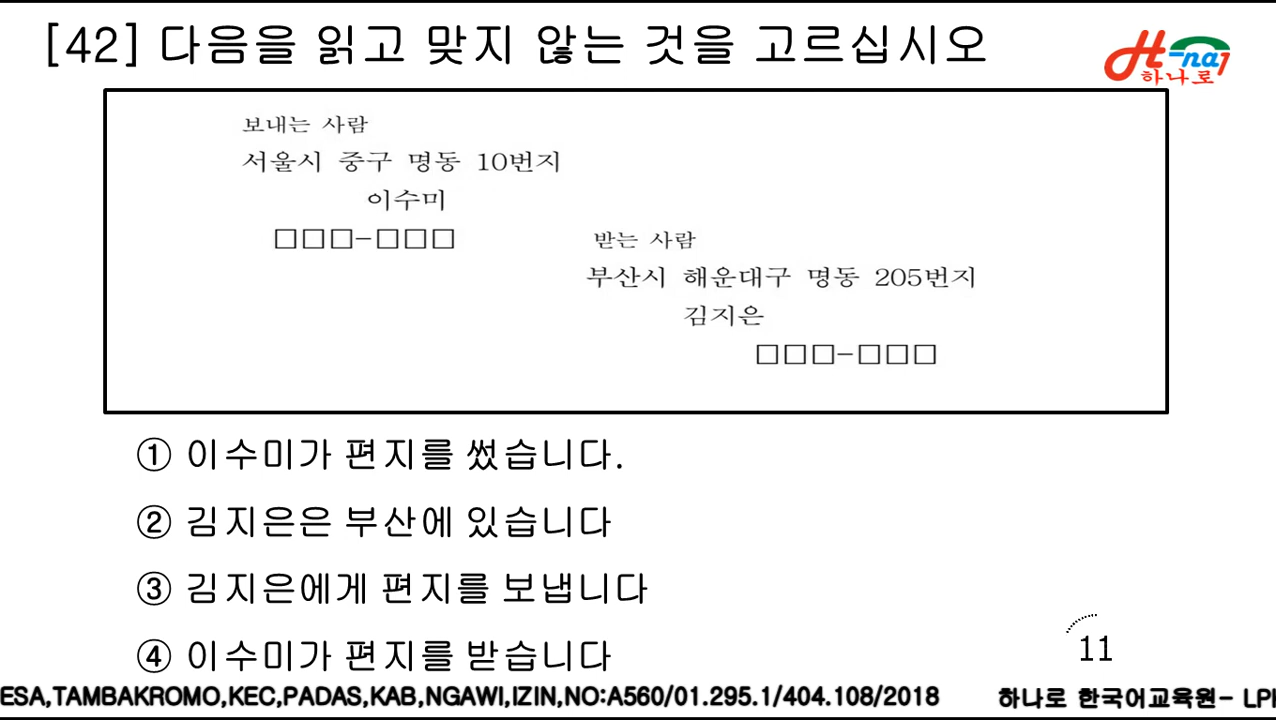 [42] 다음을 읽고 맞지 않는 것을 고르십시오
H-na로
하나로
보내는 사람
서울시 중구 명동 10번지
이수미
□□□-□□□
받는 사람
부산시 해운대구 명동 205번지
김지은
□□□-□□□
① 이수미가 편지를 썼습니다.
② 김지은은 부산에 있습니다
③ 김지은에게 편지를 보냅니다
④ 이수미가 편지를 받습니다
11
ESA,TAMBAKROMO,KEC,PADAS,KAB,NGAWI,IZIN,NO:A560/01.295.1/404.108/2018 하나로 한국어교육원- LPI